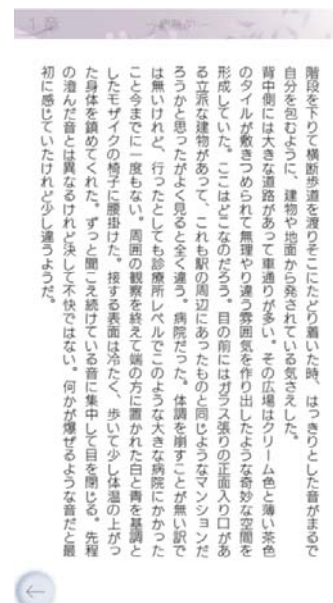 1章
階段を下りて横断歩道を渡りそこにたどり着いた時、はっきりとした音がまるで
自分を包むように、建物や地面から発されている気さえした。
背中側には大きな道路があって車通りが多い。その広場はクリーム色と薄い茶色
のタイルが敷きつめられて無理やり違う雰囲気を作り出したような奇妙な空間を
形成していた。ここはどこなのだろう。目の前にはガラス張りの正面入り口があ
る立派な建物があって、これも駅の周辺にあったものと同じようなマンションだ
ろうかと思ったがよく見ると全く違う。病院だった。体調を崩すことが無い訳で
は無いけれど、行ったとしても診療所レベルでこのような大きな病院にかかった
こと今までに一度もない。周囲の観察を終えて端の方に置かれた白と青を基調と
したモザイクの椅子に腰掛けた。接する表面は冷たく、歩いて少し体温の上がっ
た身体を鎮めてくれた。ずっと聞こえ続けている音に集中して目を閉じる。先程
の澄んだ音とは異なるけれど決して不快ではない。何かが爆ぜるような音だと最
初に感じていたけれど少し違うようだ。
←